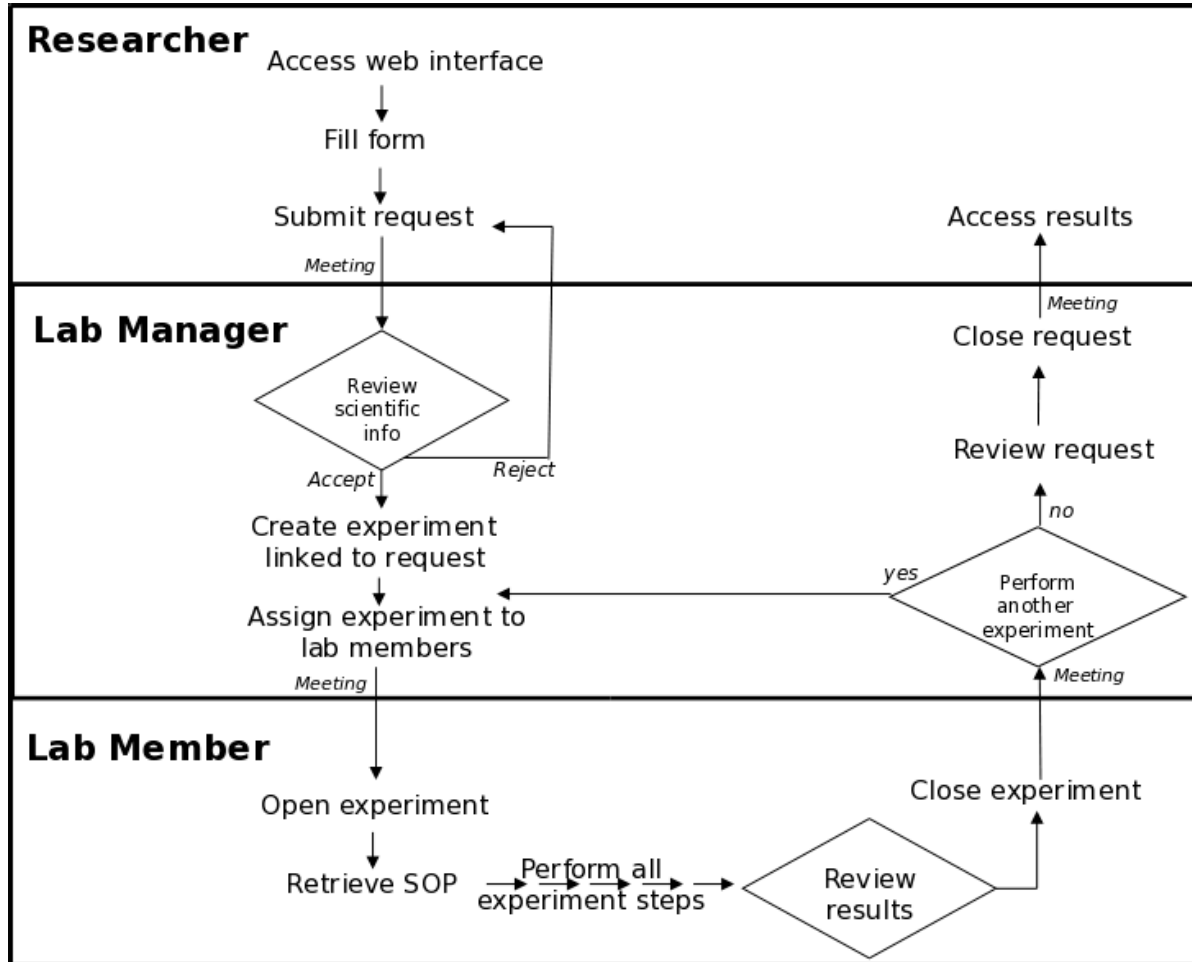 Researcher
Access web interface
Fill form
Submit request
Meeting
Access results
Meeting
Lab Manager
Review
scientific
info
Accept
Reject
Close request
Review request
no
Create experiment
linked to request
yes
Perform
another
experiment
Assign experiment to
lab members
Meeting
Meeting
Lab Member
Open experiment
Retrieve SOP
Perform all
experiment steps
Review
results
Close experiment